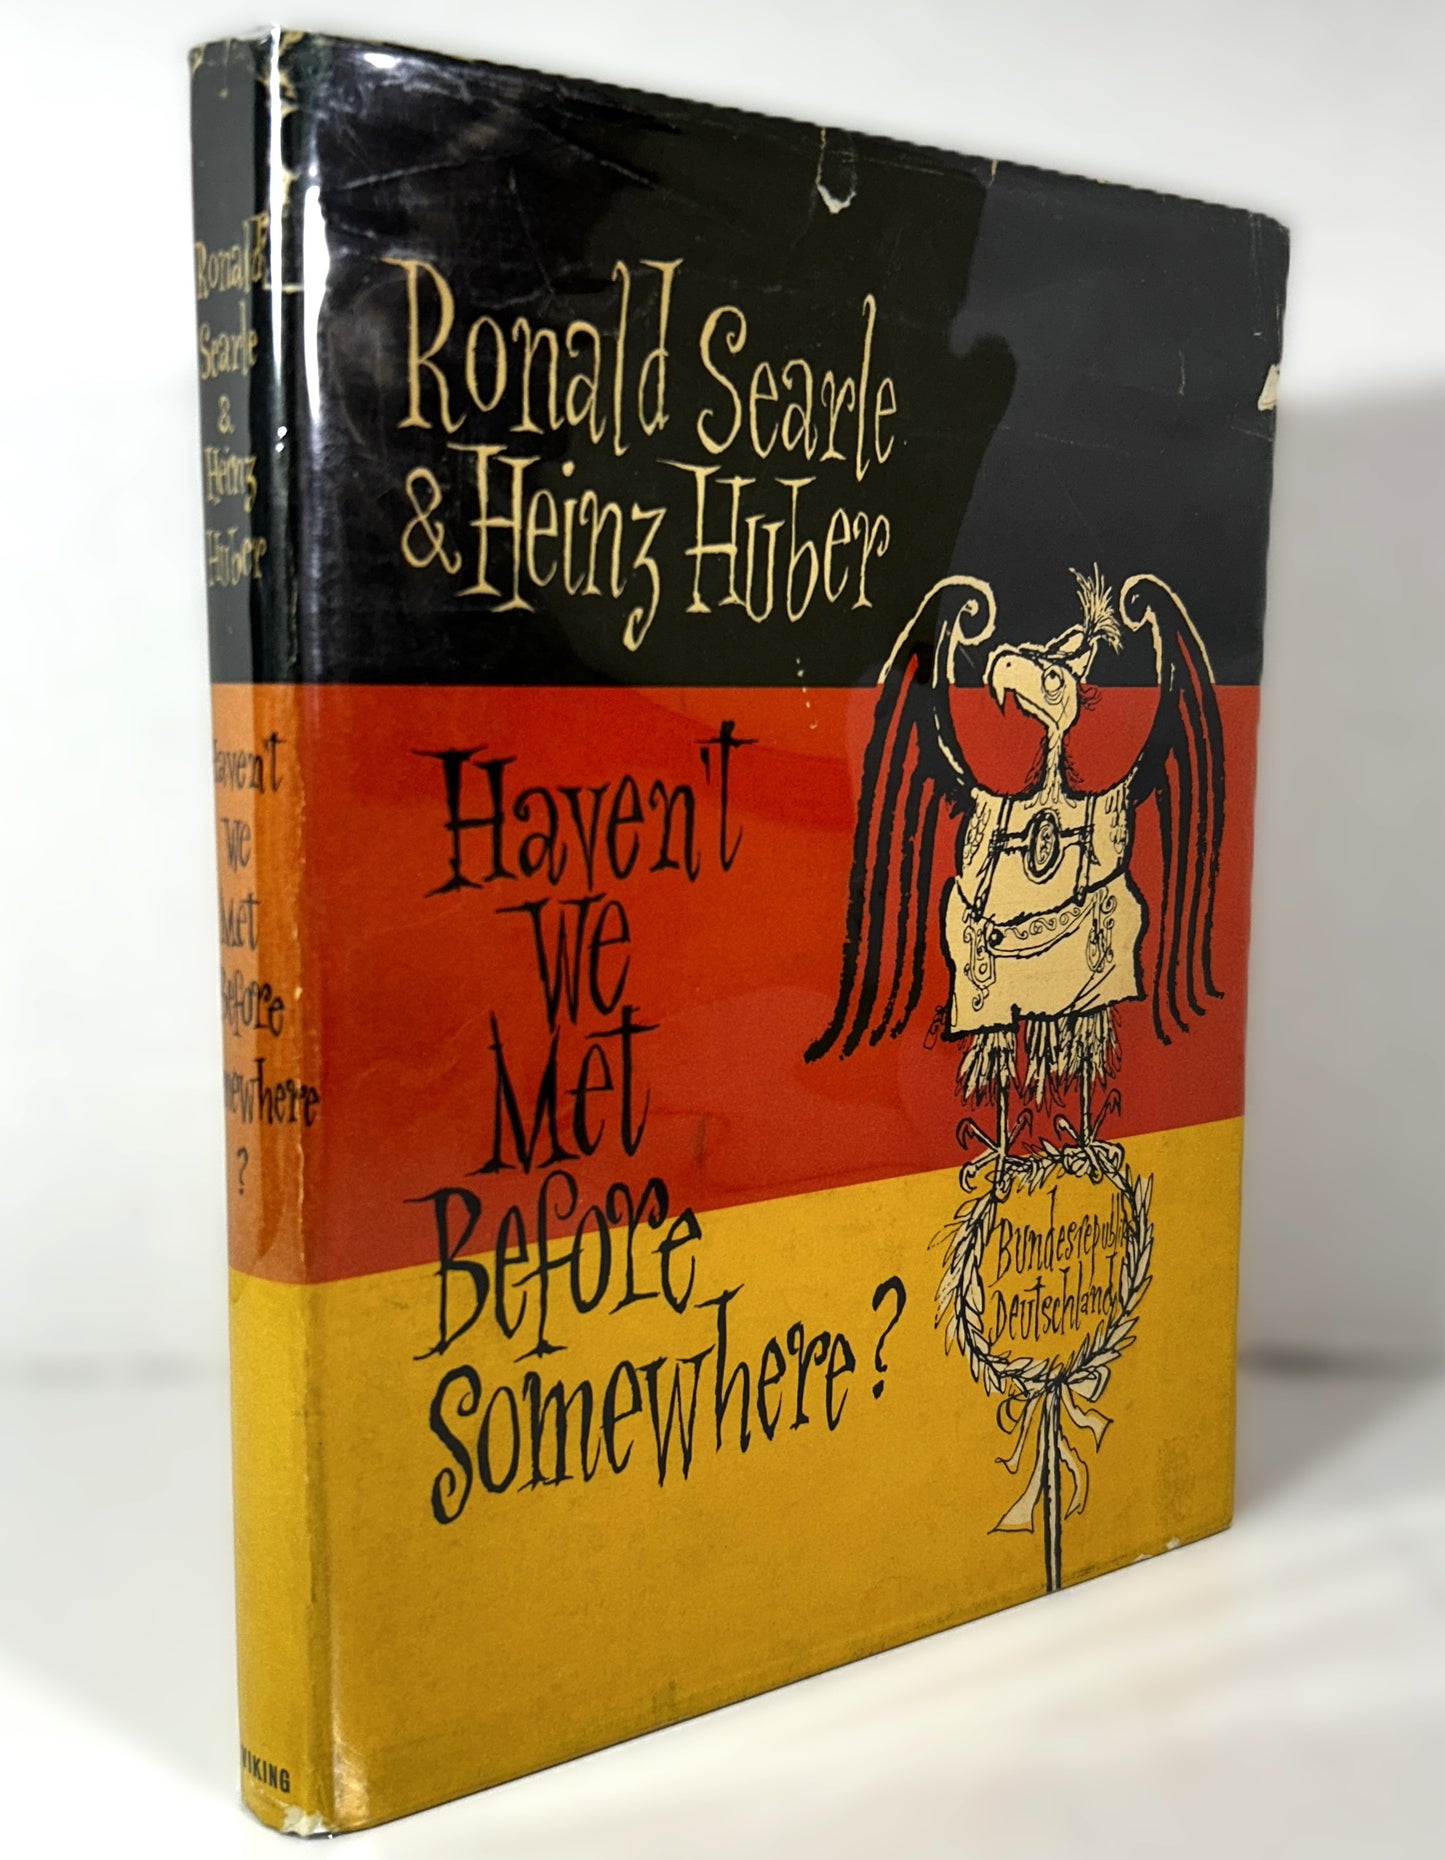 Ronald
Searle
&
Heinz
Huber
Haven't
We
Met
Before
?
VIKING
Ronald Searle
& Heinz Huber
Haven't
We
Met
Before
Somewhere?
Bundesrepublik
Deutschland